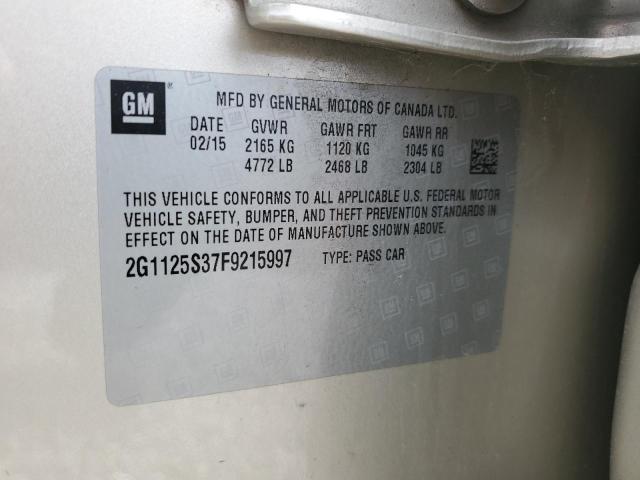 GM ®
MFD BY GENERAL MOTORS OF CANADA LTD.
DATE GVWR GAWR FRT GAWR RR
02/15 2165 KG 1120 KG 1045 KG
4772 LB 2468 LB 2304 LB
THIS VEHICLE CONFORMS TO ALL APPLICABLE U.S. FEDERAL MOTOR
VEHICLE SAFETY, BUMPER, AND THEFT PREVENTION STANDARDS IN
EFFECT ON THE DATE OF MANUFACTURE SHOWN ABOVE.
2G1125S37F9215997 TYPE: PASS CAR